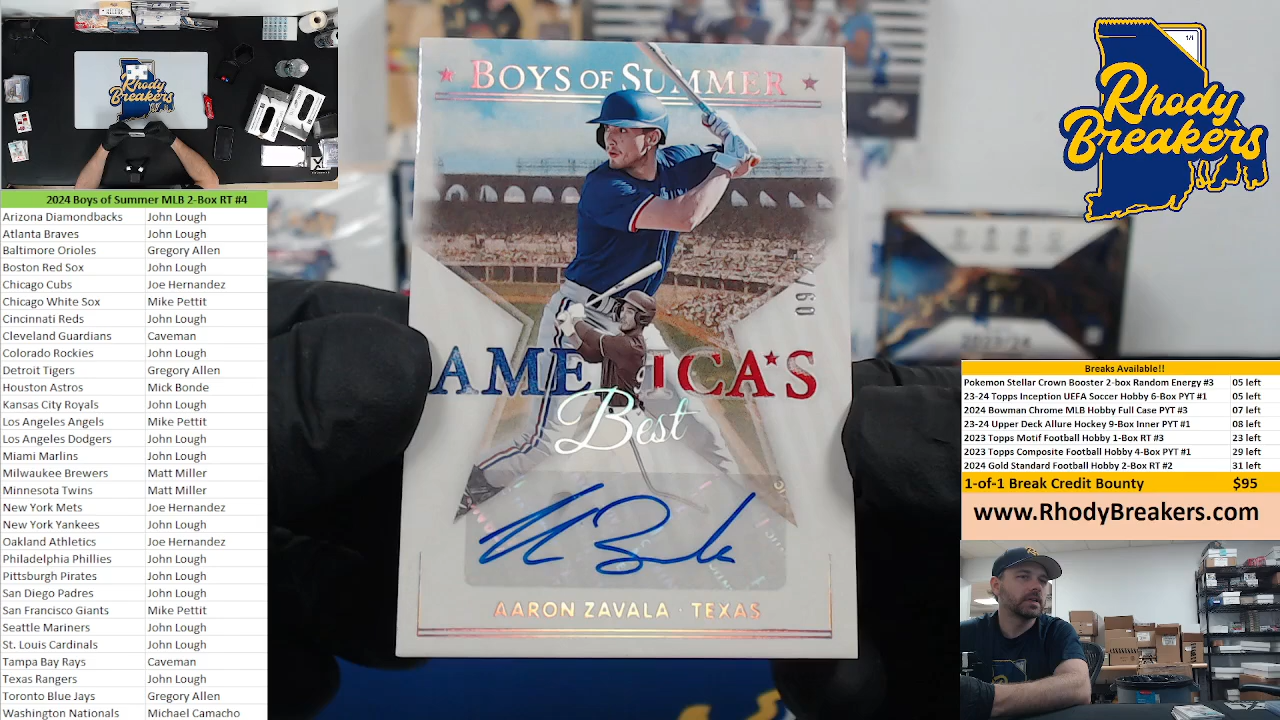 Rhody
Breakers
2024 Boys of Summer MLB 2-Box RT #4
Arizona Diamondbacks John Lough
Atlanta Braves John Lough
Baltimore Orioles Gregory Allen
Boston Red Sox John Lough
Chicago Cubs Joe Hernandez
Chicago White Sox Mike Pettit
Cincinnati Reds John Lough
Cleveland Guardians Caveman
Colorado Rockies John Lough
Detroit Tigers Gregory Allen
Houston Astros Mick Bonde
Kansas City Royals John Lough
Los Angeles Angels Mike Pettit
Los Angeles Dodgers John Lough
Miami Marlins John Lough
Milwaukee Brewers Matt Miller
Minnesota Twins Matt Miller
New York Mets Joe Hernandez
New York Yankees John Lough
Oakland Athletics Joe Hernandez
Philadelphia Phillies John Lough
Pittsburgh Pirates John Lough
San Diego Padres John Lough
San Francisco Giants Mike Pettit
Seattle Mariners John Lough
St. Louis Cardinals John Lough
Tampa Bay Rays Caveman
Texas Rangers John Lough
Toronto Blue Jays Gregory Allen
Washington Nationals Michael Camacho
BOYS OF SUMMER
AMERICA'S
Best
AARON ZAVALA · TEXAS
1/1
Rhody
Breakers
2023/24
Breaks Available!!
Pokemon Stellar Crown Booster 2-box Random Energy #3 05 left
23-24 Topps Inception UEFA Soccer Hobby 6-Box PYT #1 05 left
2024 Bowman Chrome MLB Hobby Full Case PYT #3 07 left
23-24 Upper Deck Allure Hockey 9-Box Inner PYT #1 08 left
2023 Topps Motif Football Hobby 1-Box RT #3 23 left
2023 Topps Composite Football Hobby 4-Box PYT #1 29 left
2024 Gold Standard Football Hobby 2-Box RT #2 31 left
1-of-1 Break Credit Bounty $95
www.RhodyBreakers.com